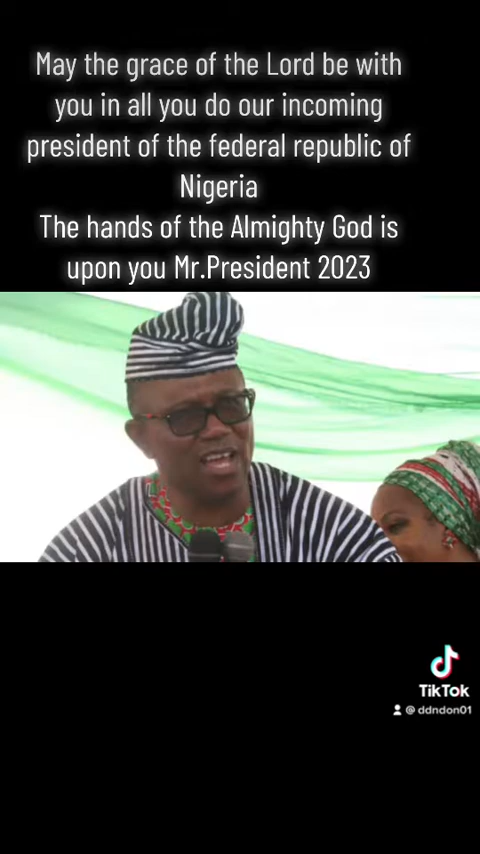 May the grace of the Lord be with
you in all you do our incoming
president of the federal republic of
Nigeria
The hands of the Almighty God is
upon you Mr.President 2023
TikTok
@ ddndon01